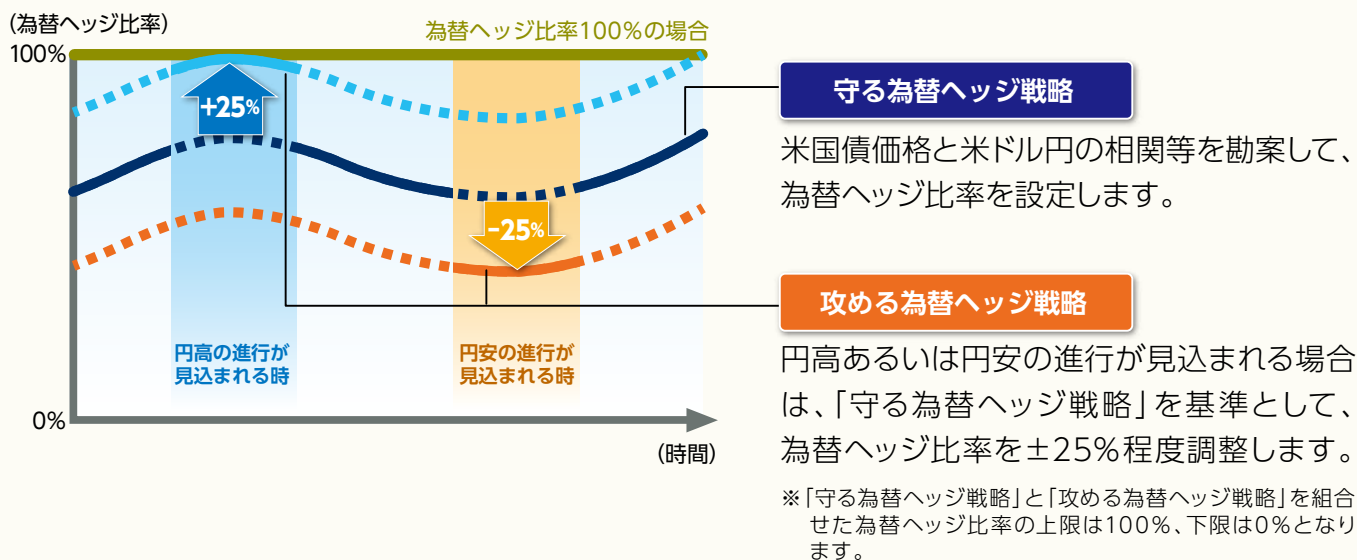 (為替ヘッジ比率)
為替ヘッジ比率100%の場合
100%
+25%
-25%
円高の進行が
見込まれる時
円安の進行が
見込まれる時
0%
(時間)
守る為替ヘッジ戦略
米国債価格と米ドル円の相関等を勘案して、
為替ヘッジ比率を設定します。
攻める為替ヘッジ戦略
円高あるいは円安の進行が見込まれる場合
は、「守る為替ヘッジ戦略」を基準として、
為替ヘッジ比率を±25%程度調整します。
※「守る為替ヘッジ戦略」と「攻める為替ヘッジ戦略」を組合
せた為替ヘッジ比率の上限は100%、下限は0%となり
ます。